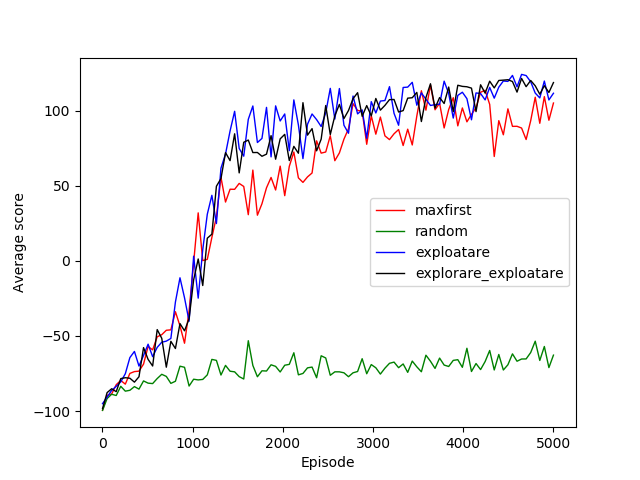 Average score
100
50
0
−50
−100
maxfirst
random
exploatare
explorare_exploatare
0 1000 2000 3000 4000 5000
Episode